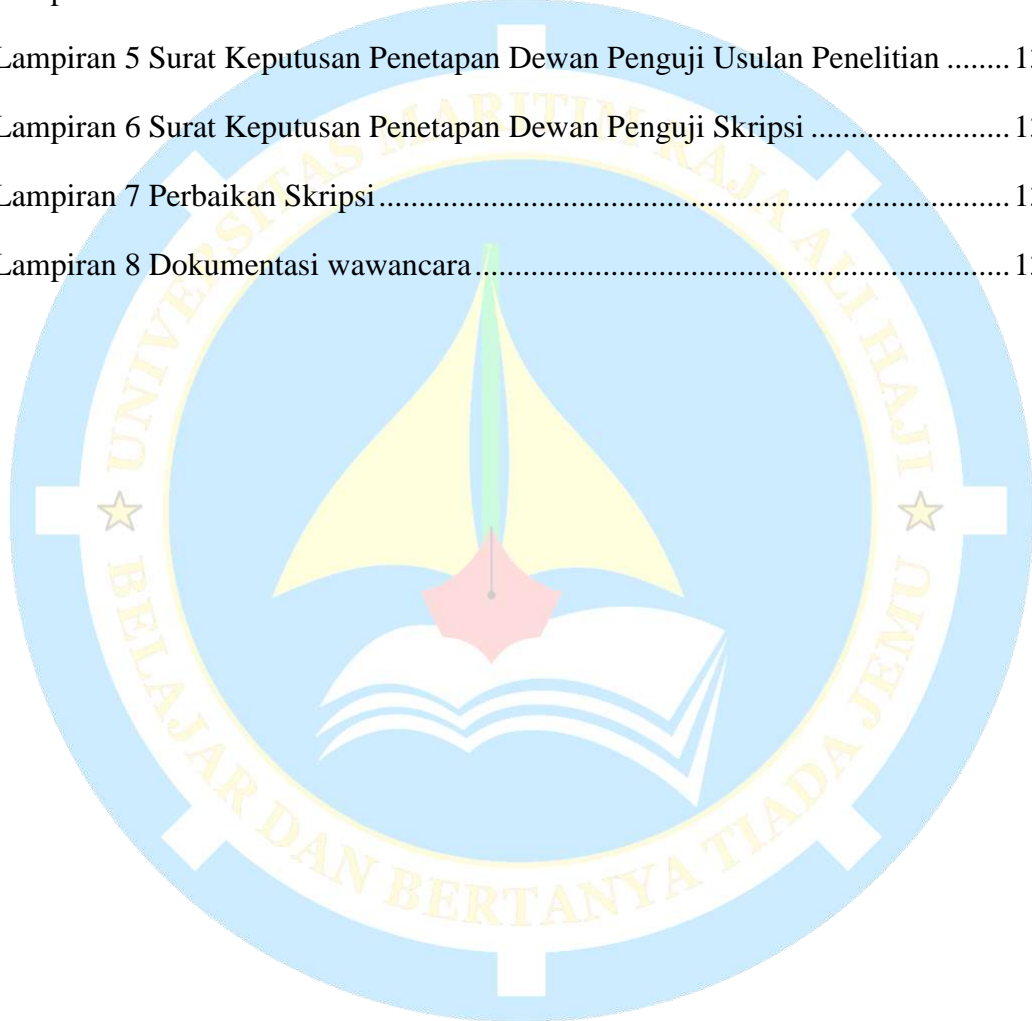 Lampiran 5 Surat Keputusan Penetapan Dewan Penguji Usulan Penelitian ........
Lampiran 6 Surat Keputusan Penetapan Dewan Penguji Skripsi ......................
Lampiran 7 Perbaikan Skripsi .......................................................................
Lampiran 8 Dokumentasi wawancara ............................................................
UNIVERSITAS MARITIM RAJA ALI HAJI
BELAJAR DAN BERTANYA TIADA JEMU